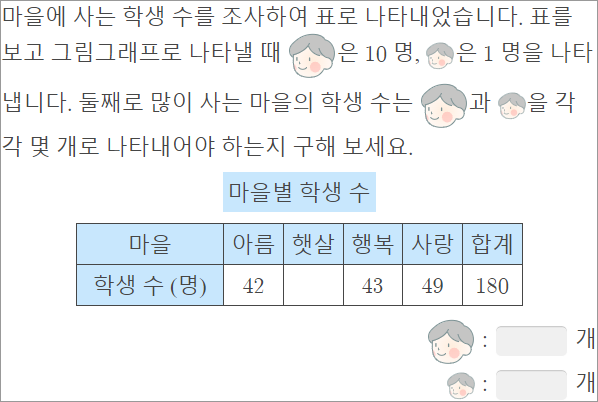 마을에 사는 학생 수를 조사하여 표로 나타내었습니다. 표를
보고 그림그래프로 나타낼 때 은 10 명, 은 1 명을 나타
냅니다. 둘째로 많이 사는 마을의 학생 수는 과 을 각
각 몇 개로 나타내어야 하는지 구해 보세요.
마을별 학생 수
마을 아름 햇살 행복 사랑 합계
학생 수 (명) 42 43 49 180
: 개
: 개